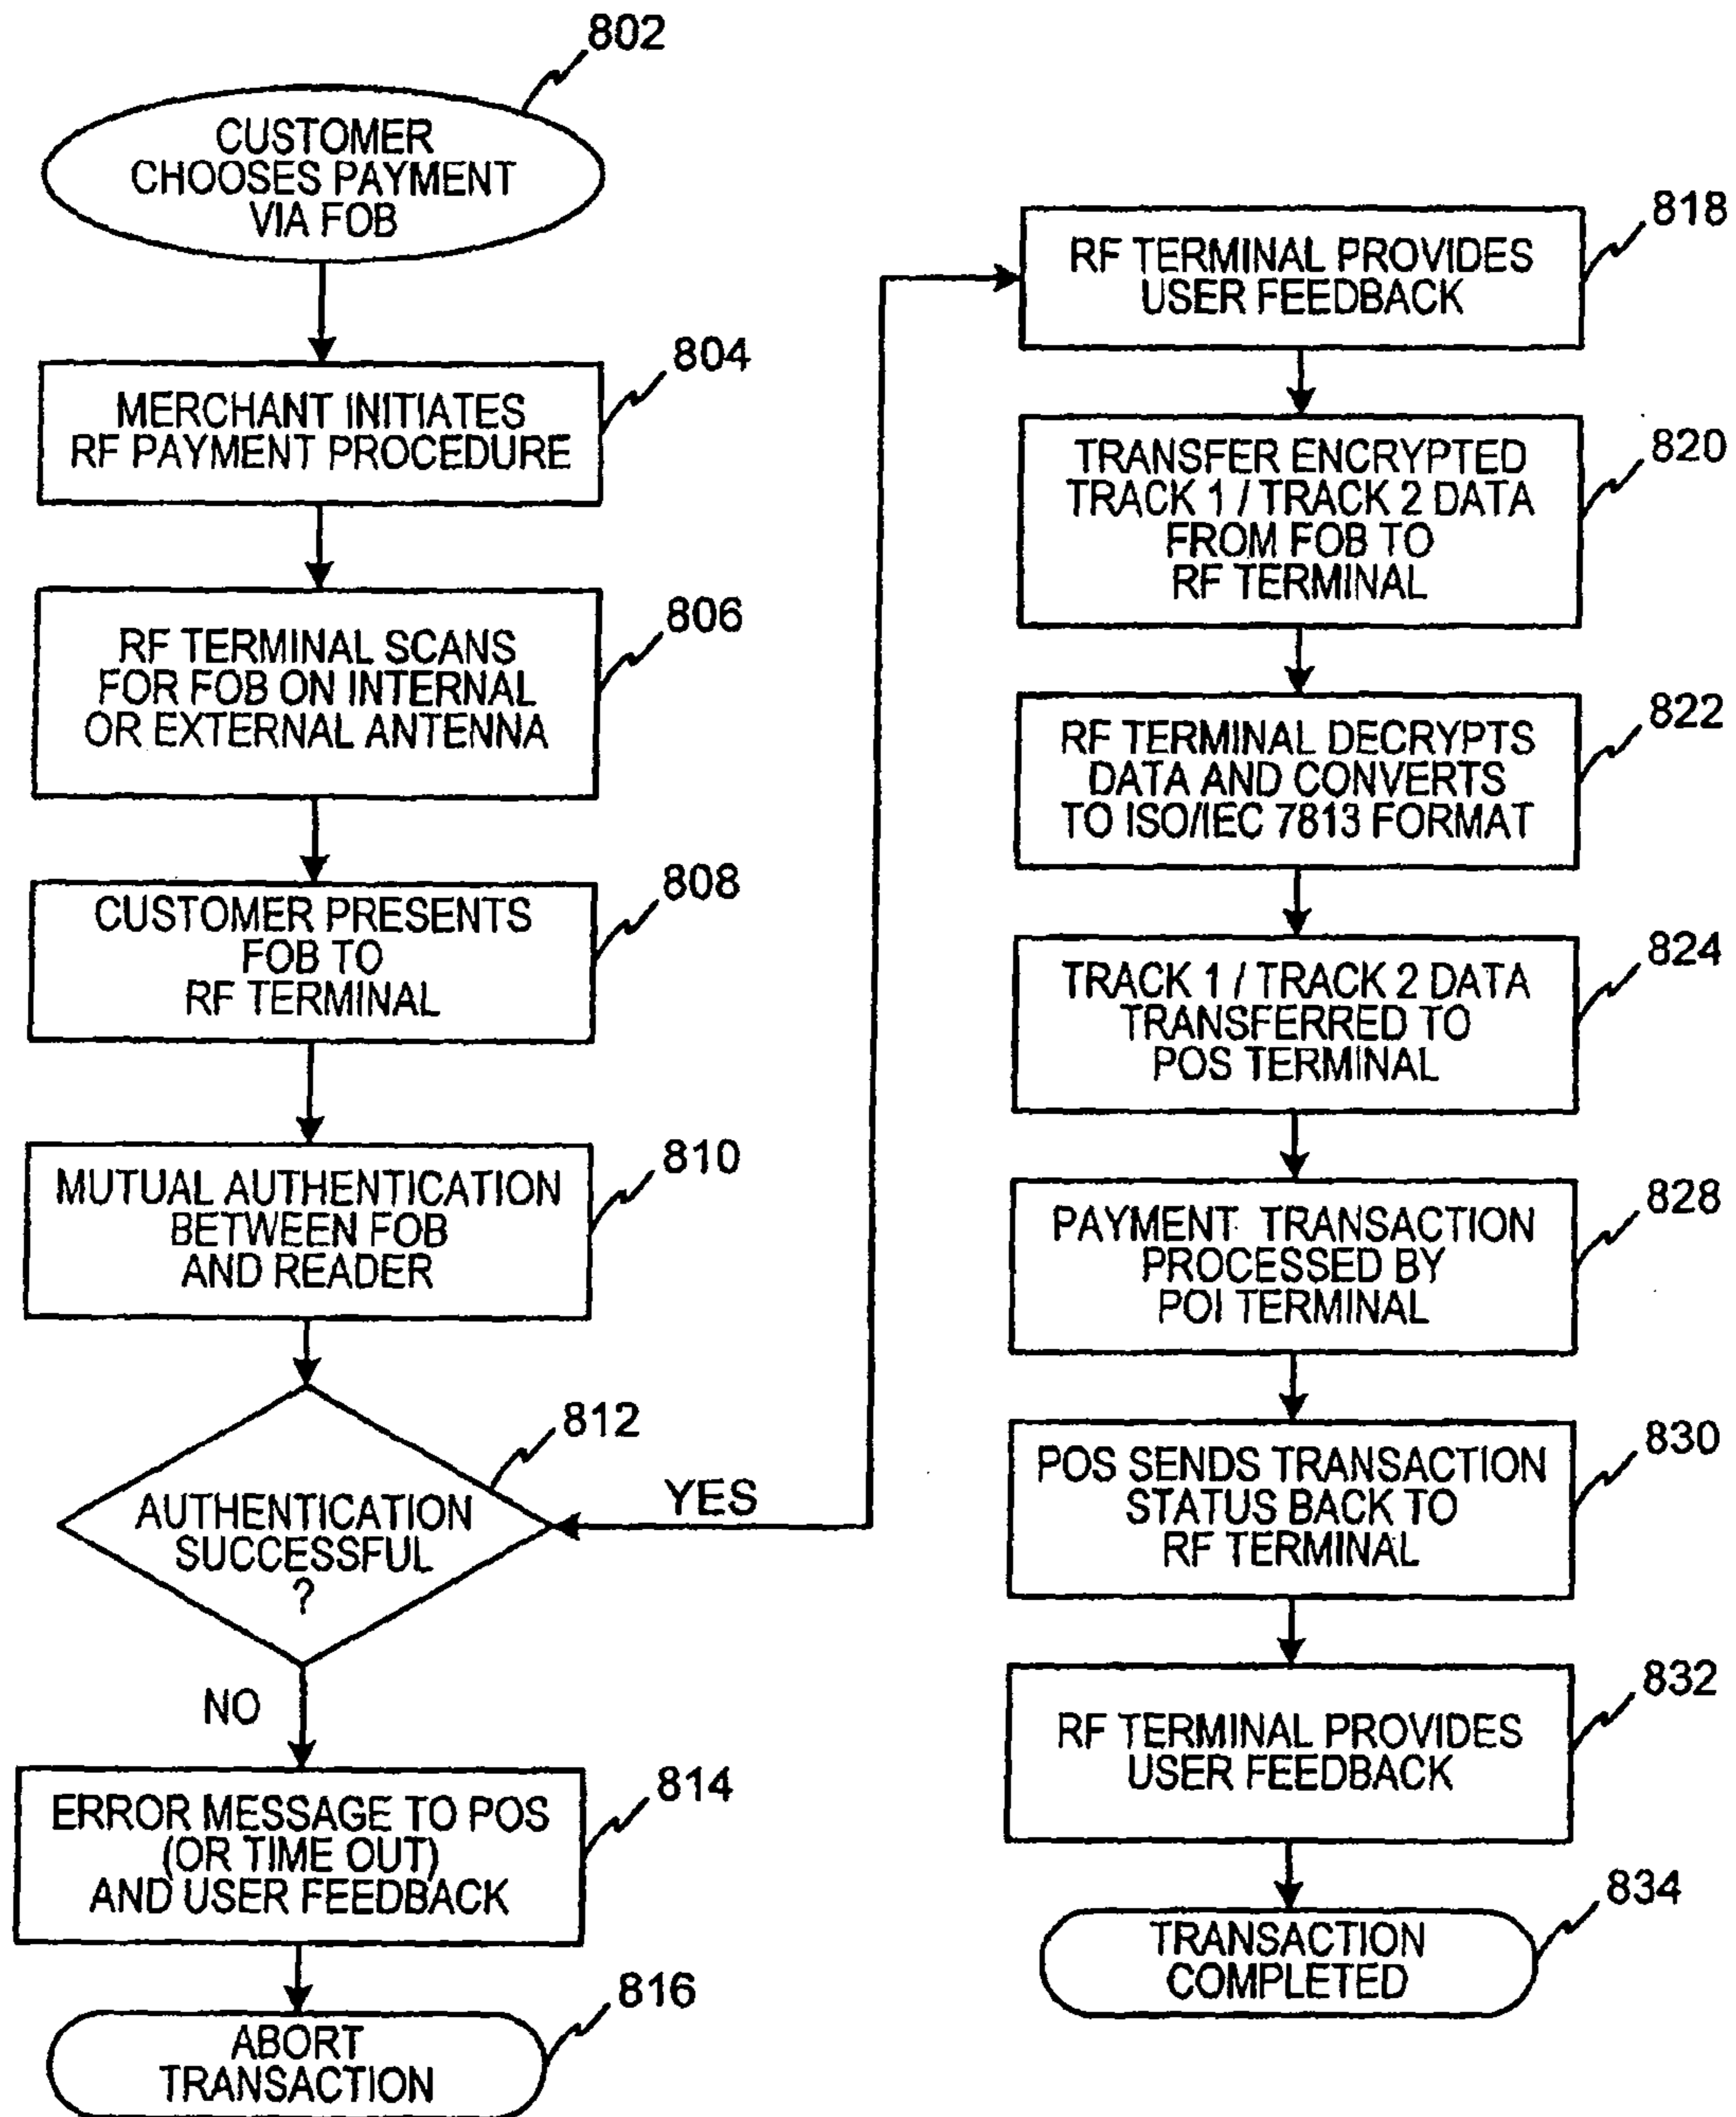 802
CUSTOMER
CHOOSES PAYMENT
VIA FOB
804
MERCHANT INITIATES
RF PAYMENT PROCEDURE
806
RF TERMINAL SCANS
FOR FOB ON INTERNAL
OR EXTERNAL ANTENNA
808
CUSTOMER PRESENTS
FOB TO
RF TERMINAL
810
MUTUAL AUTHENTICATION
BETWEEN FOB
AND READER
812
AUTHENTICATION
SUCCESSFUL
?
YES
NO
814
ERROR MESSAGE TO POS
(OR TIME OUT)
AND USER FEEDBACK
816
ABORT
TRANSACTION
818
RF TERMINAL PROVIDES
USER FEEDBACK
820
TRANSFER ENCRYPTED
TRACK 1 / TRACK 2 DATA
FROM FOB TO
RF TERMINAL
822
RF TERMINAL DECRYPTS
DATA AND CONVERTS
TO ISO/IEC 7813 FORMAT
824
TRACK 1 / TRACK 2 DATA
TRANSFERRED TO
POS TERMINAL
828
PAYMENT TRANSACTION
PROCESSED BY
POI TERMINAL
830
POS SENDS TRANSACTION
STATUS BACK TO
RF TERMINAL
832
RF TERMINAL PROVIDES
USER FEEDBACK
834
TRANSACTION
COMPLETED